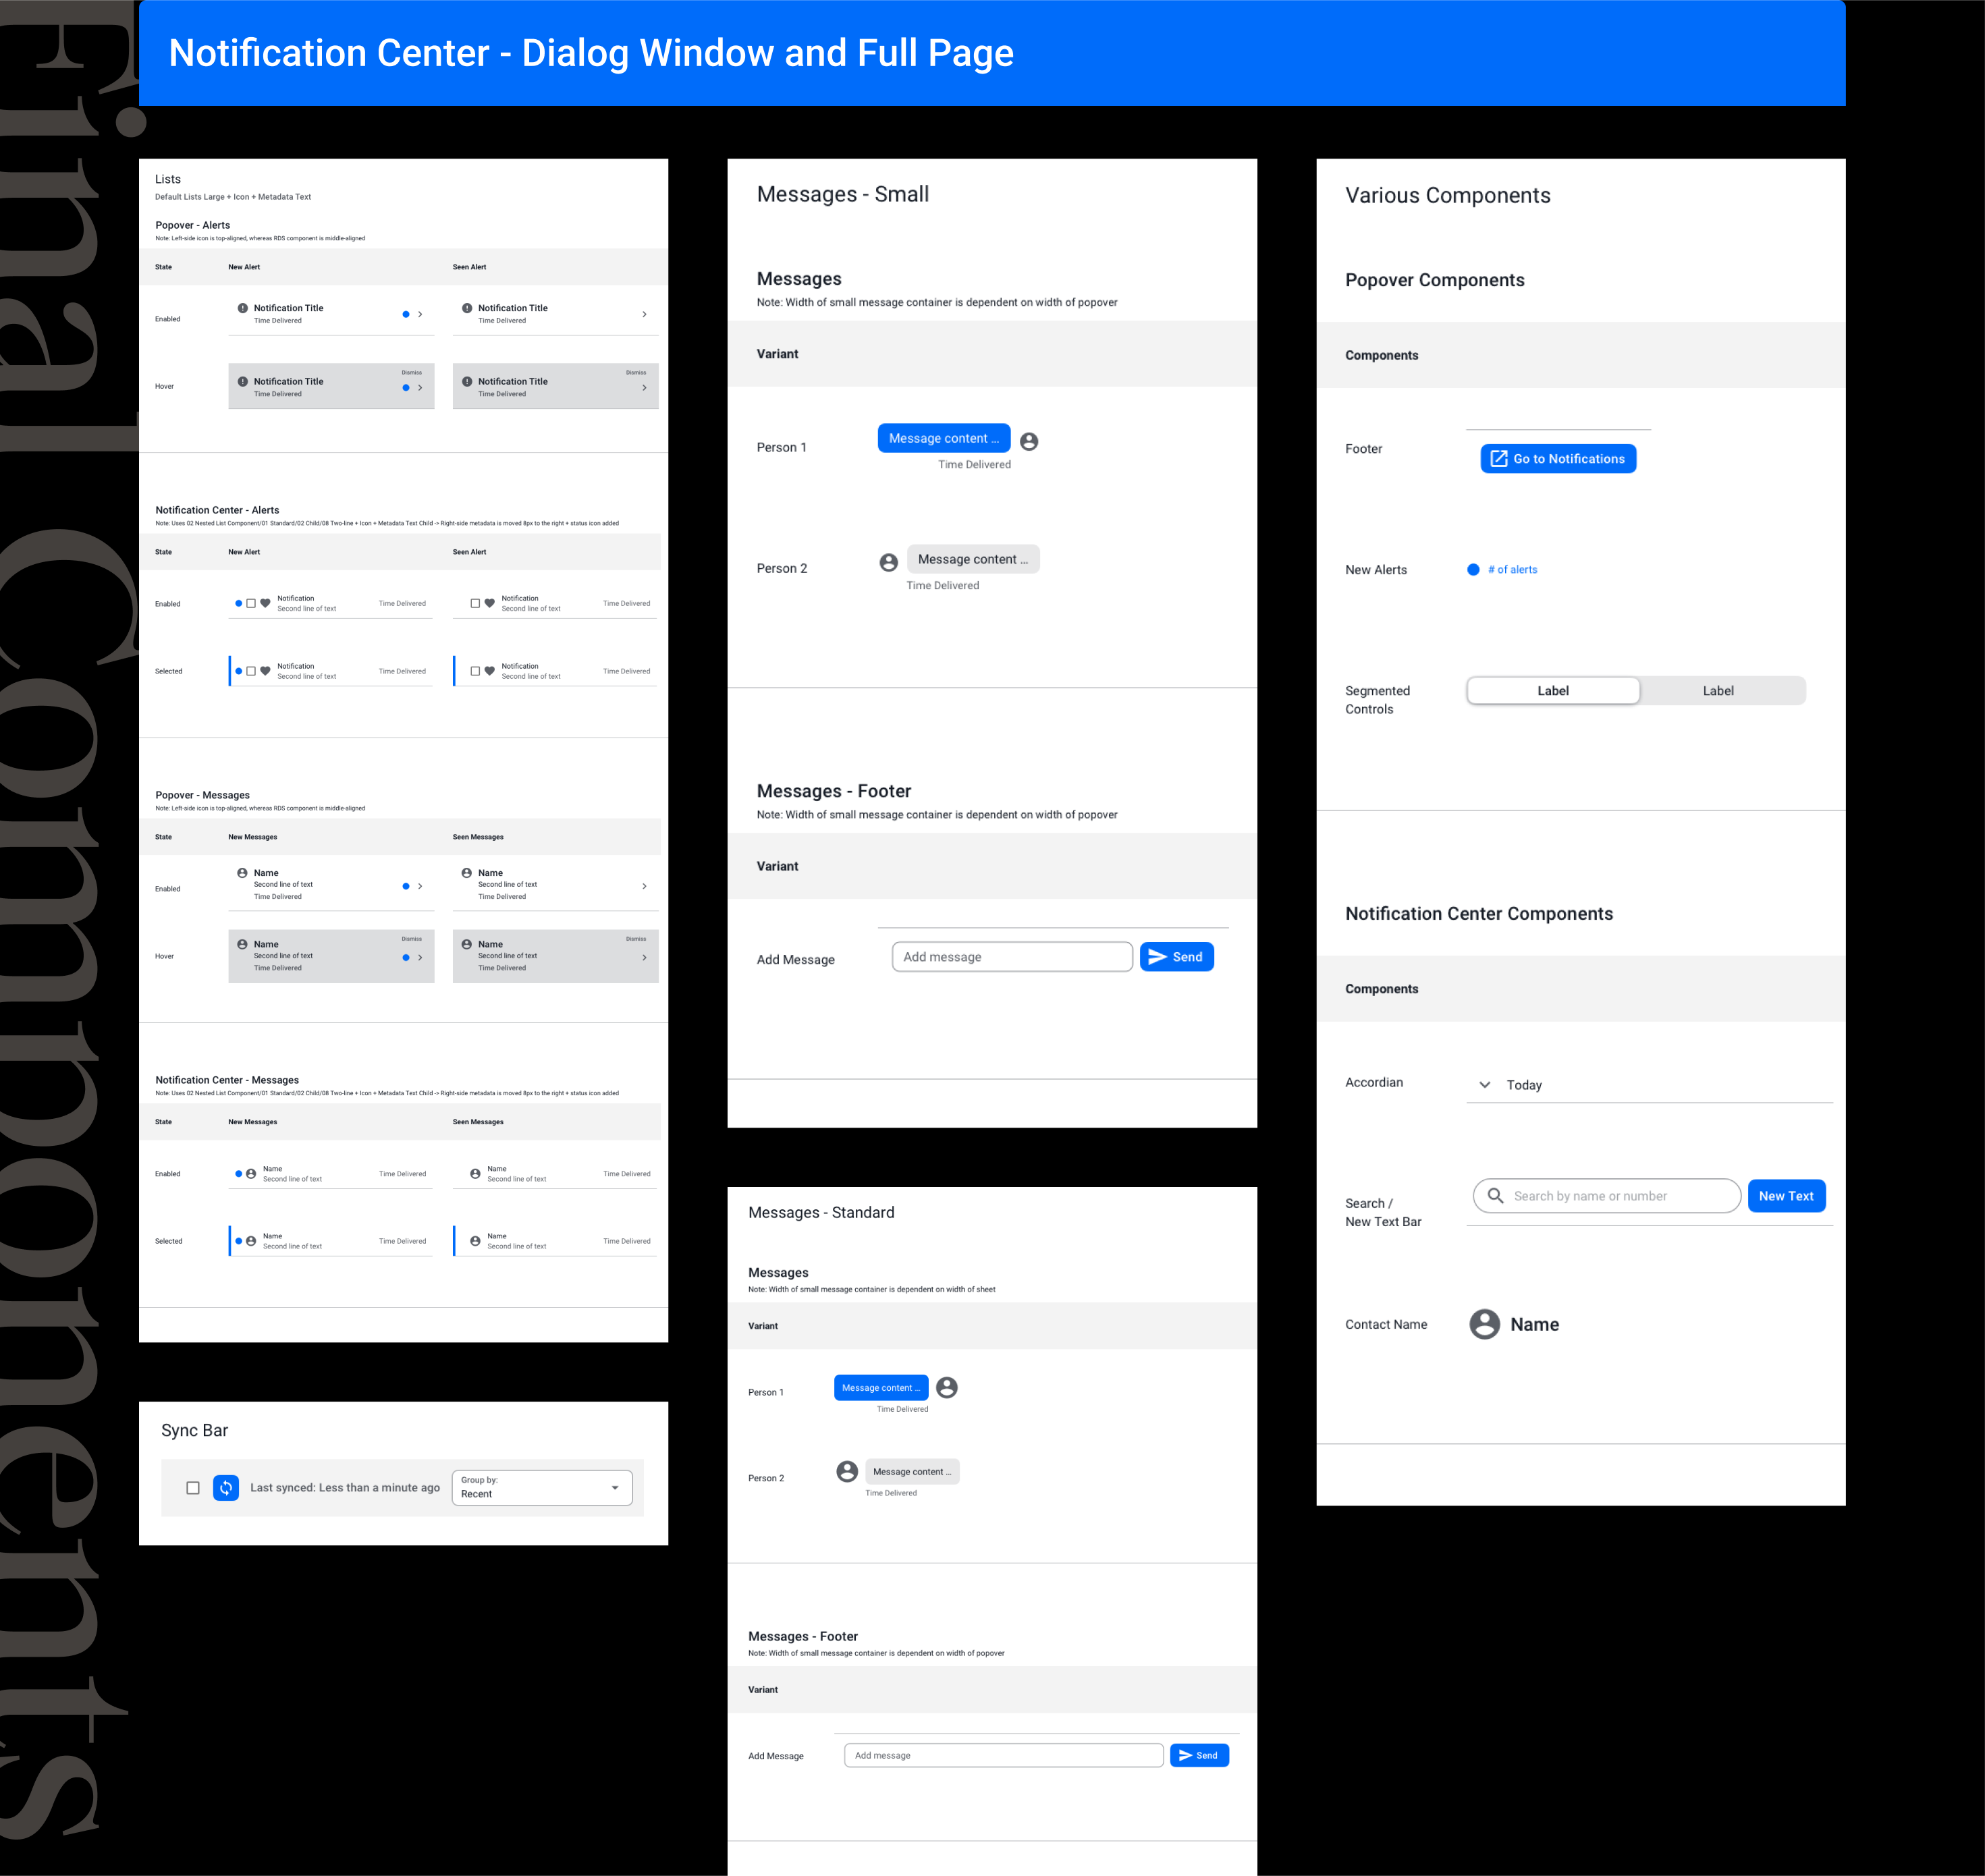 Final Components
Notification Center - Dialog Window and Full Page
Lists
Default Lists Large + Icon + Metadata Text
Popover - Alerts
Note: Left-side icon is top-aligned, whereas RDS component is middle-aligned
State New Alert Seen Alert
Enabled
Notification Title
Time Delivered
Notification Title
Time Delivered
Hover
Dismiss
Notification Title
Time Delivered
Dismiss
Notification Title
Time Delivered
Notification Center - Alerts
Note: Uses 02 Nested List Component/01 Standard/02 Child/08 Two-line + Icon + Metadata Text Child -> Right-side metadata is moved 8px to the right + status icon added
State New Alert Seen Alert
Enabled
Notification
Second line of text
Time Delivered
Notification
Second line of text
Time Delivered
Selected
Notification
Second line of text
Time Delivered
Notification
Second line of text
Time Delivered
Popover - Messages
Note: Left-side icon is top-aligned, whereas RDS component is middle-aligned
State New Messages Seen Messages
Enabled
Name
Second line of text
Time Delivered
Name
Second line of text
Time Delivered
Hover
Dismiss
Name
Second line of text
Time Delivered
Dismiss
Name
Second line of text
Time Delivered
Notification Center - Messages
Note: Uses 02 Nested List Component/01 Standard/02 Child/08 Two-line + Icon + Metadata Text Child -> Right-side metadata is moved 8px to the right + status icon added
State New Messages Seen Messages
Enabled
Name
Second line of text
Time Delivered
Name
Second line of text
Time Delivered
Selected
Name
Second line of text
Time Delivered
Name
Second line of text
Time Delivered
Sync Bar
Last synced: Less than a minute ago
Group by:
Recent
Messages - Small
Messages
Note: Width of small message container is dependent on width of popover
Variant
Person 1
Message content ...
Time Delivered
Person 2
Message content ...
Time Delivered
Messages - Footer
Note: Width of small message container is dependent on width of popover
Variant
Add Message
Add message
Send
Messages - Standard
Messages
Note: Width of small message container is dependent on width of sheet
Variant
Person 1
Message content ...
Time Delivered
Person 2
Message content ...
Time Delivered
Messages - Footer
Note: Width of small message container is dependent on width of popover
Variant
Add Message
Add message
Send
Various Components
Popover Components
Components
Footer
Go to Notifications
New Alerts
# of alerts
Segmented
Controls
Label Label
Notification Center Components
Components
Accordian
Today
Search /
New Text Bar
Search by name or number
New Text
Contact Name
Name